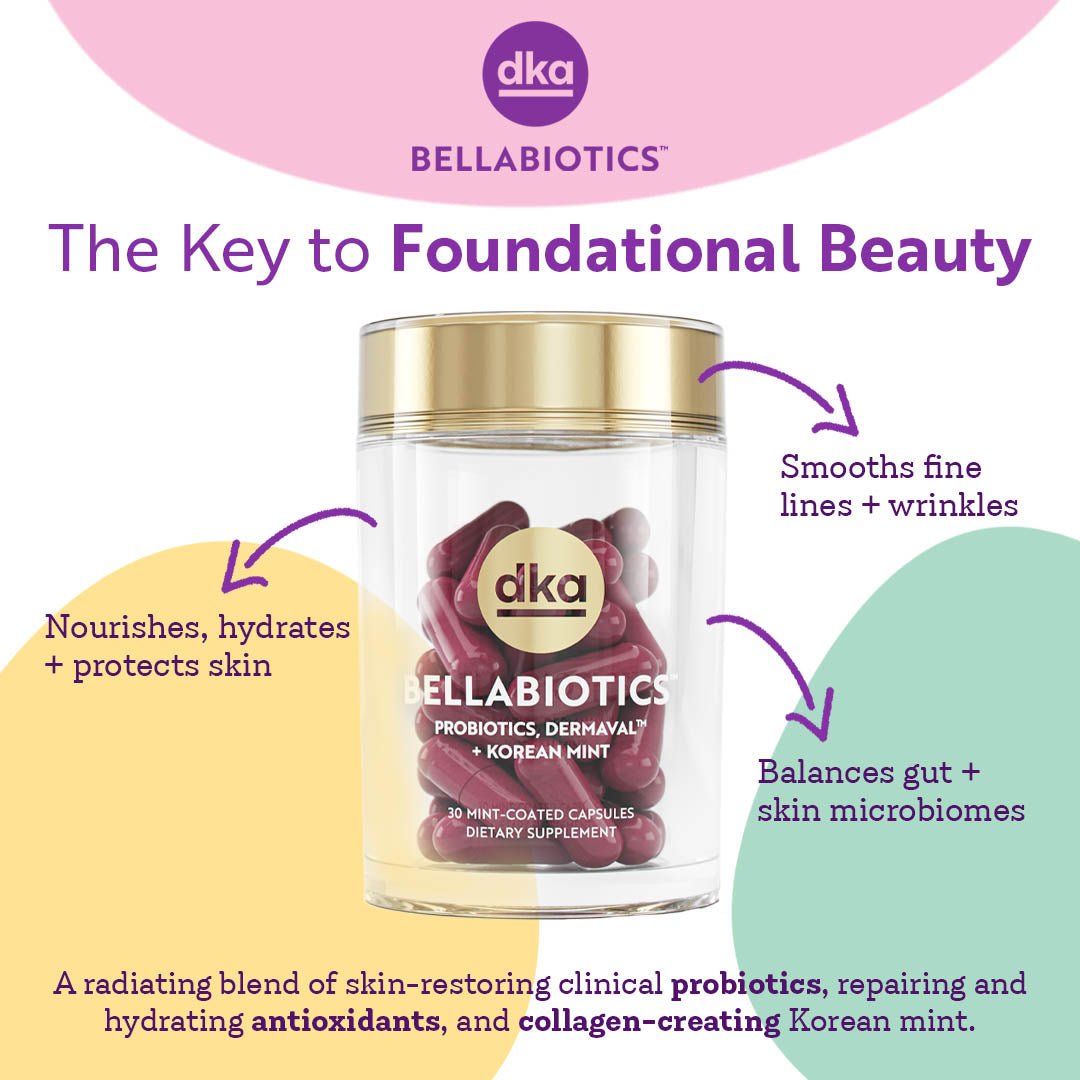 dka
BELLABIOTICS™
The Key to Foundational Beauty
Smooths fine
lines + wrinkles
Nourishes, hydrates
+ protects skin
dka
BELLABIOTICS™
PROBIOTICS, DERMAVAL™
+ KOREAN MINT
30 MINT-COATED CAPSULES
DIETARY SUPPLEMENT
Balances gut +
skin microbiomes
A radiating blend of skin-restoring clinical probiotics, repairing and
hydrating antioxidants, and collagen-creating Korean mint.